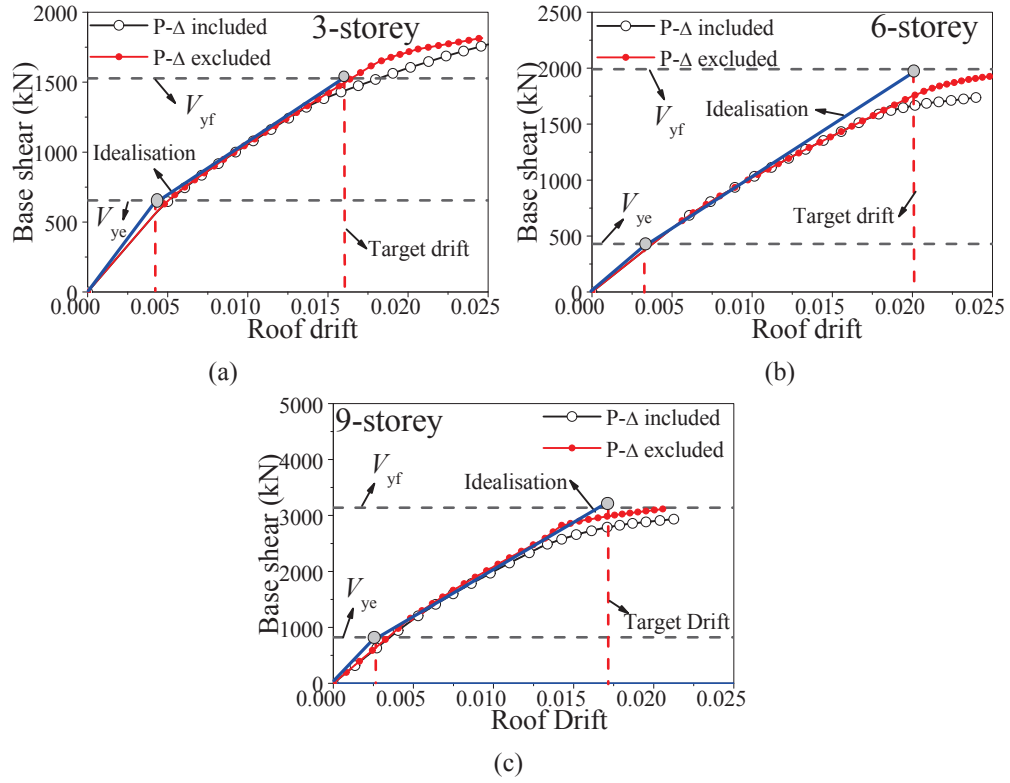 3-storey
P-Δ included
P-Δ excluded
V
yf
Idealisation
V
ye
Target drift
Base shear (kN)
2000
1500
1000
500
0
0.000 0.005 0.010 0.015 0.020 0.025
Roof drift
(a)
6-storey
P-Δ included
P-Δ excluded
V
yf
Idealisation
V
ye
Target drift
Base shear (kN)
2500
2000
1500
1000
500
0
0.000 0.005 0.010 0.015 0.020 0.025
Roof drift
(b)
9-storey
P-Δ included
P-Δ excluded
V
yf
Idealisation
V
ye
Target Drift
Base shear (kN)
5000
4000
3000
2000
1000
0
0.000 0.005 0.010 0.015 0.020 0.025
Roof Drift
(c)